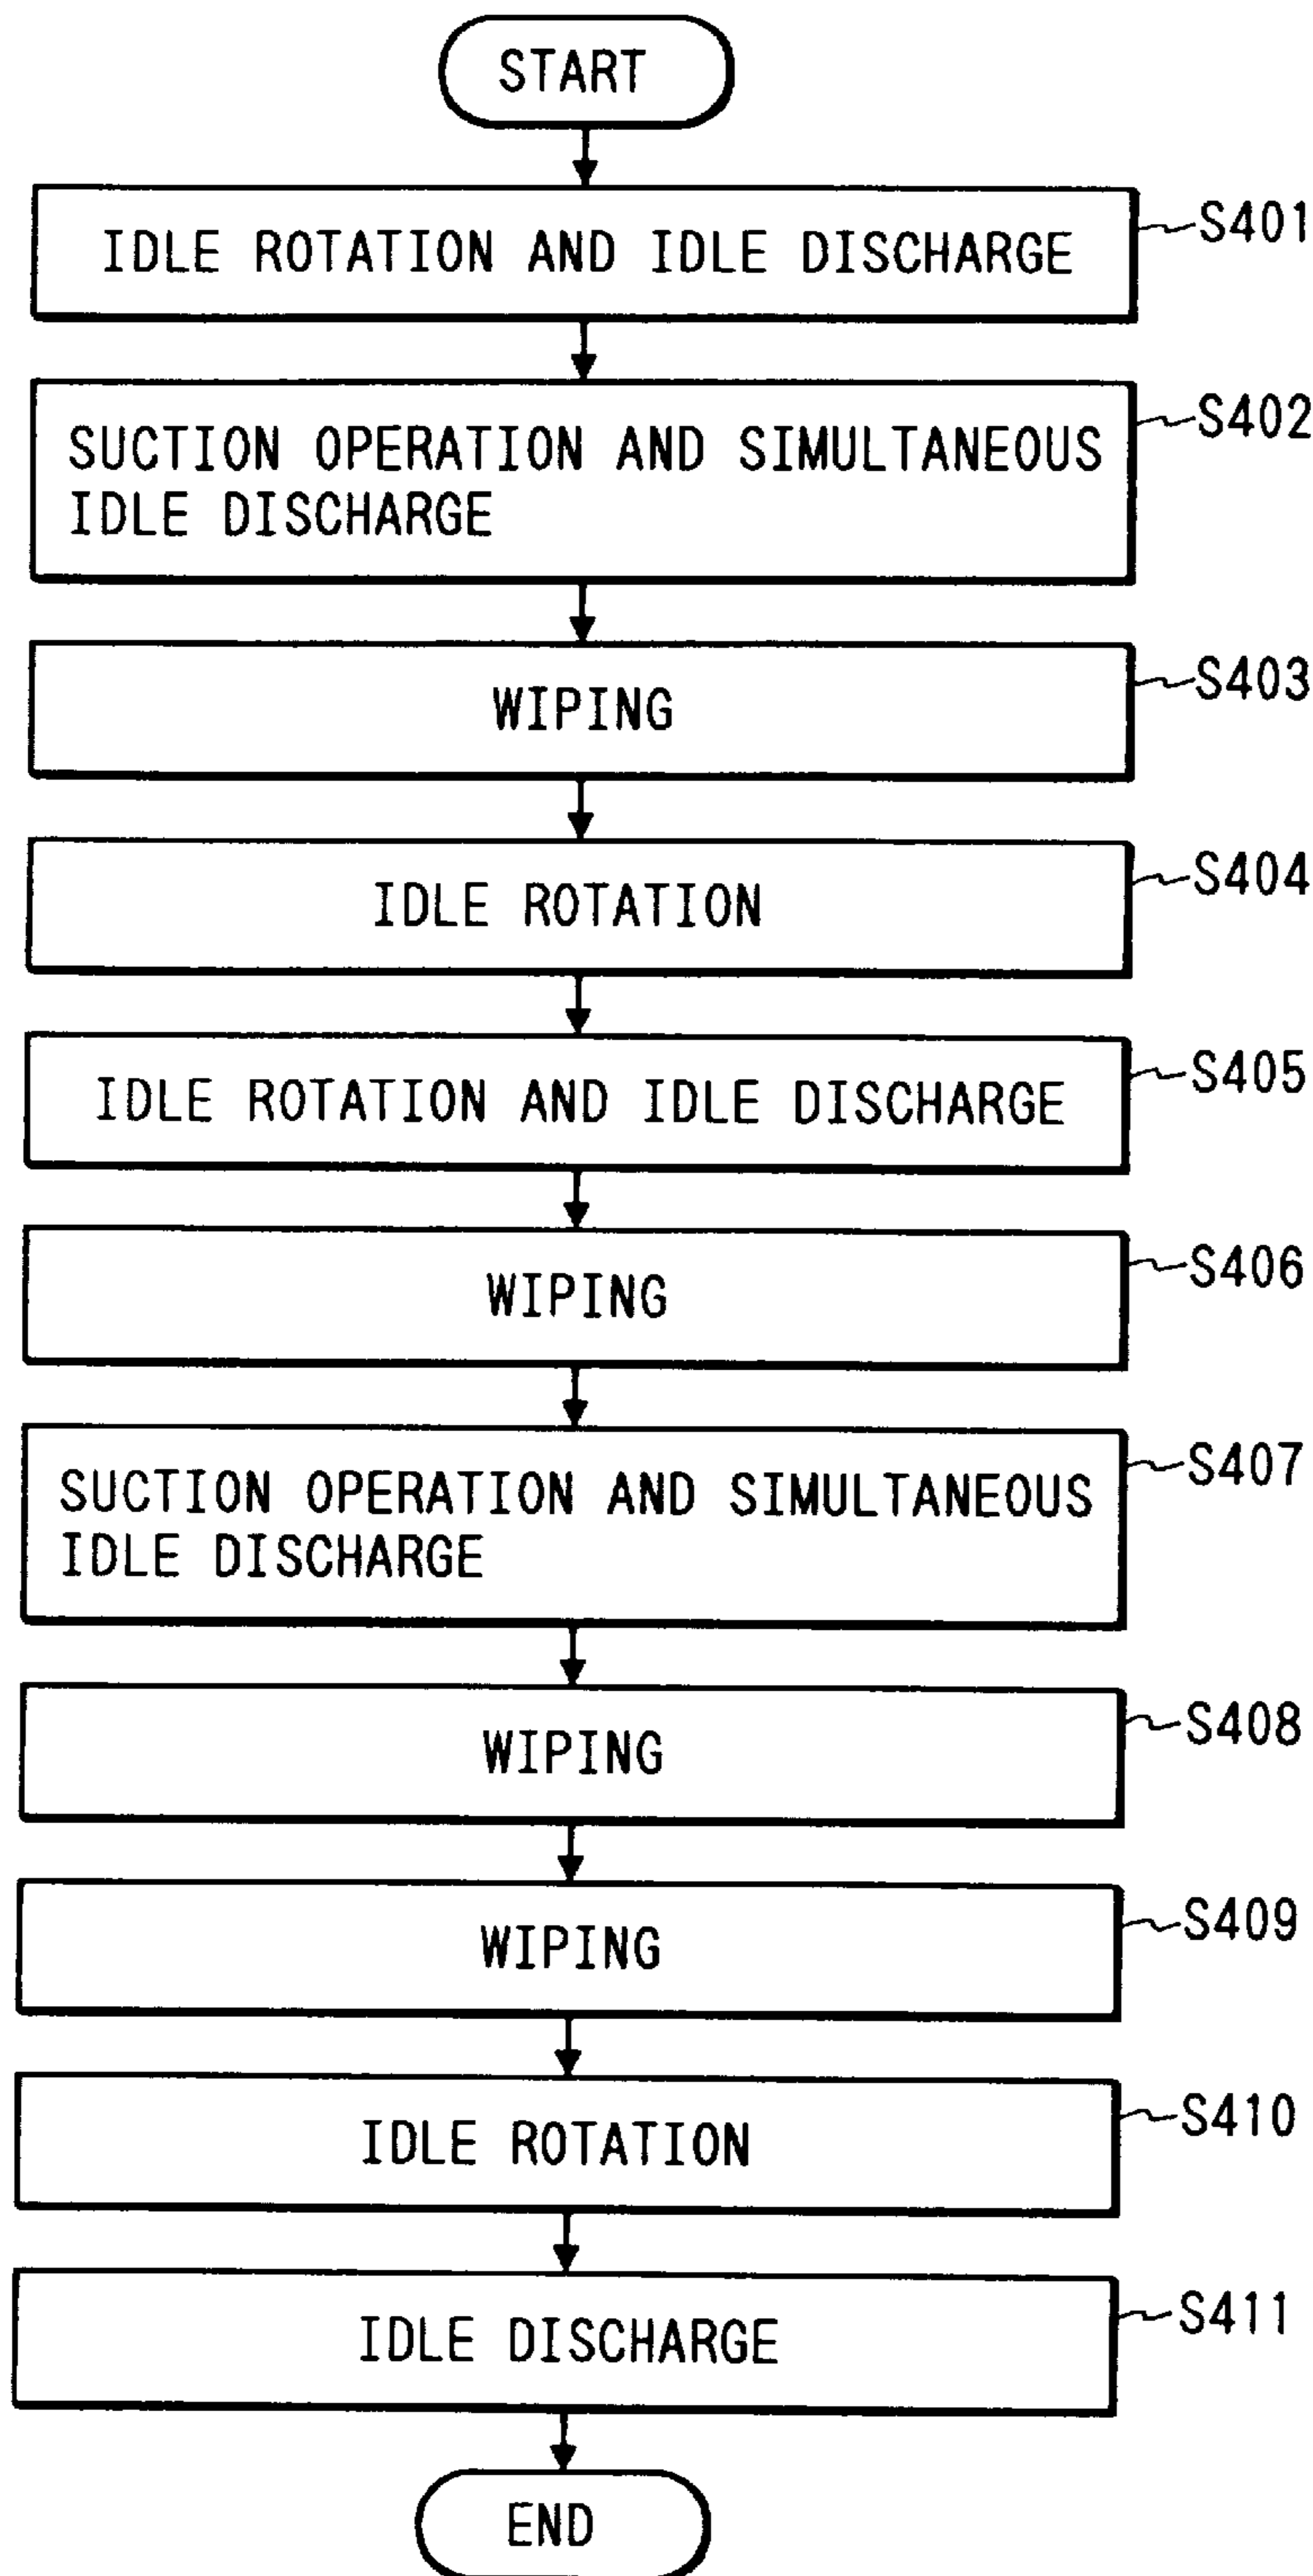 START
IDLE ROTATION AND IDLE DISCHARGE
S401
SUCTION OPERATION AND SIMULTANEOUS
IDLE DISCHARGE
S402
WIPING
S403
IDLE ROTATION
S404
IDLE ROTATION AND IDLE DISCHARGE
S405
WIPING
S406
SUCTION OPERATION AND SIMULTANEOUS
IDLE DISCHARGE
S407
WIPING
S408
WIPING
S409
IDLE ROTATION
S410
IDLE DISCHARGE
S411
END